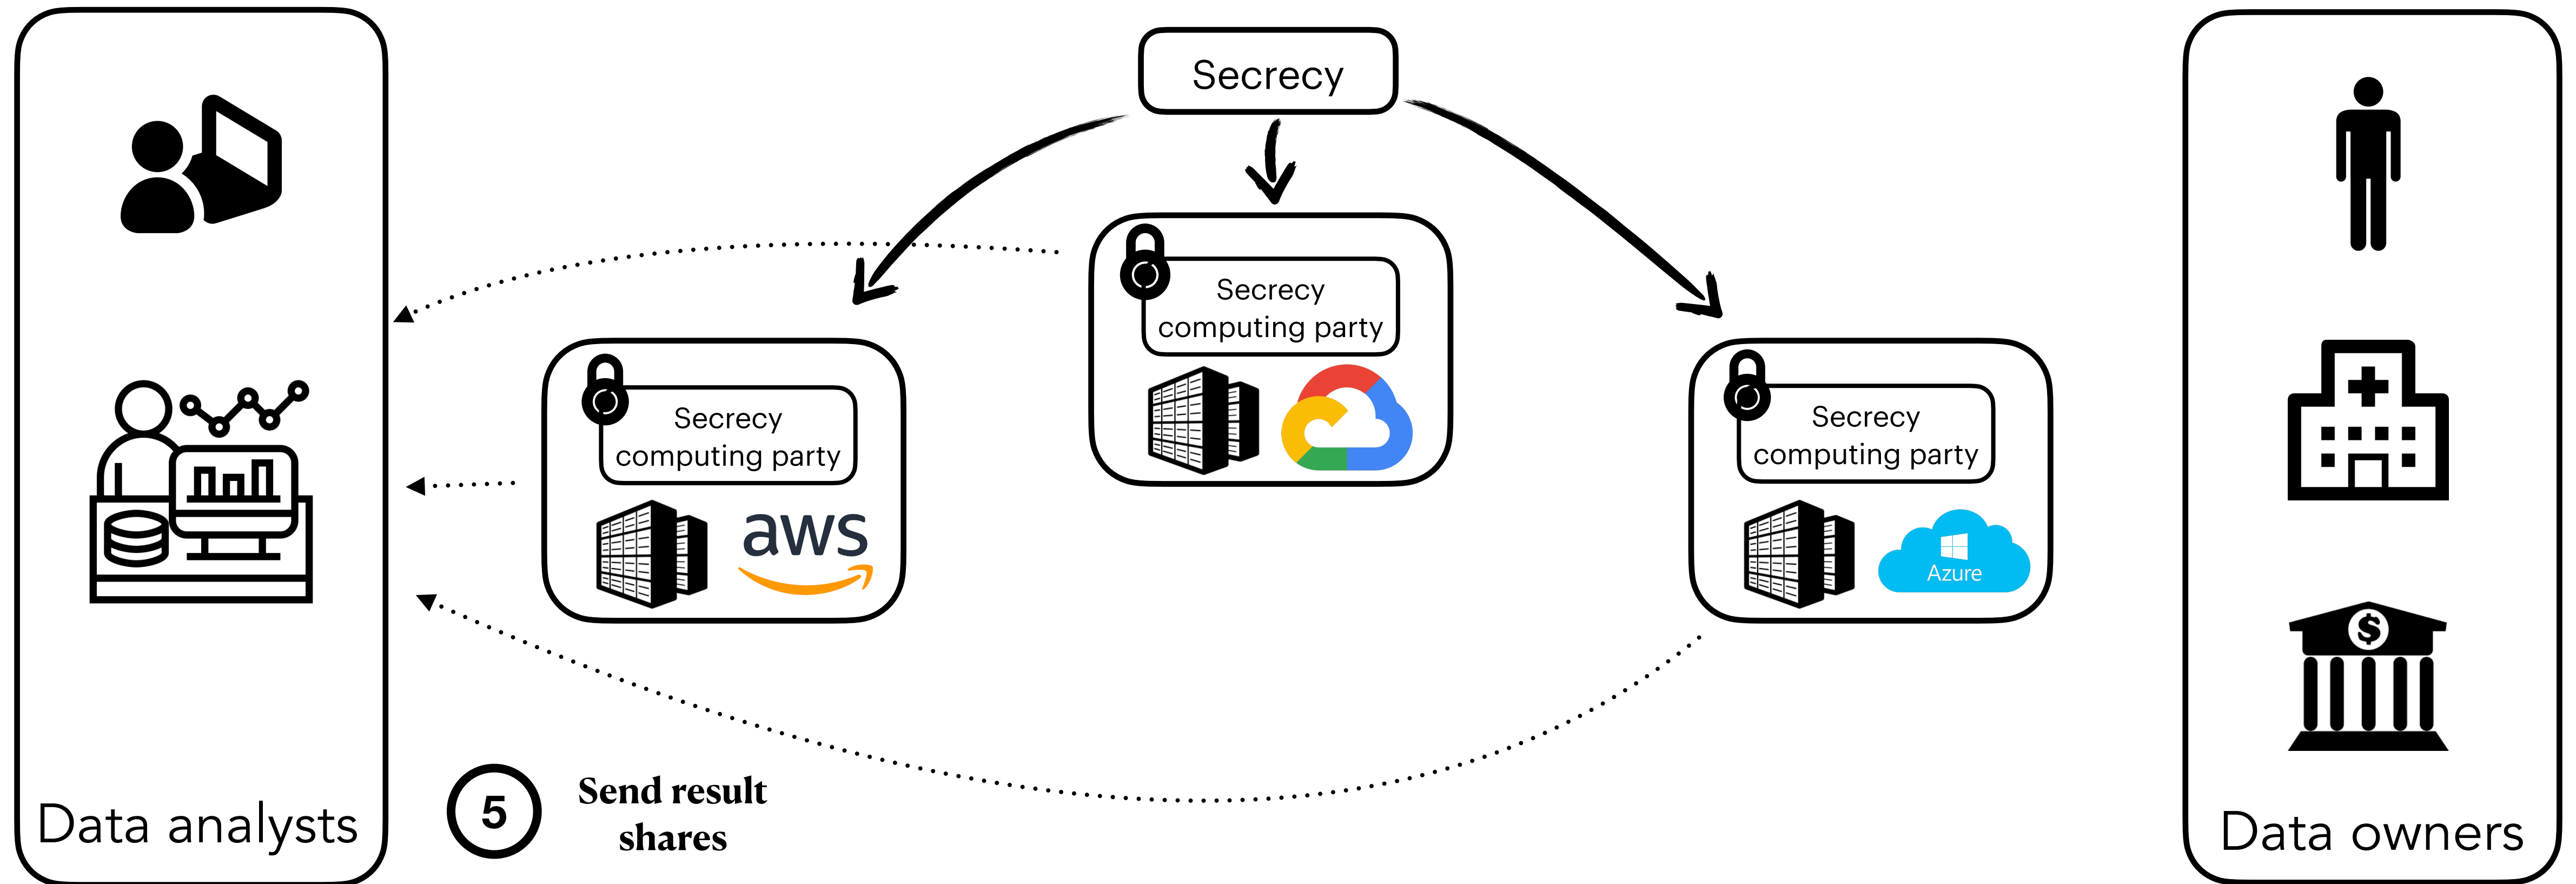 Secrecy
Secrecy
computing party
Secrecy
computing party
aws
Secrecy
computing party
Azure
$
5
Send result
shares
Data analysts
Data owners